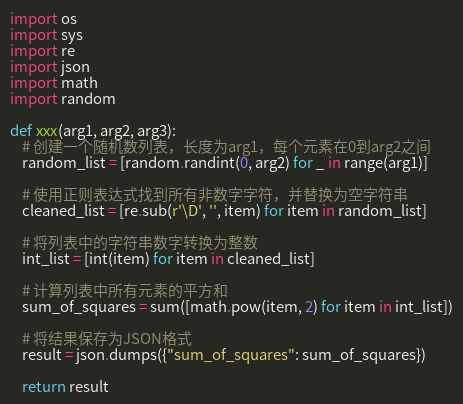 import os
import sys
import re
import json
import math
import random
def xxx(arg1, arg2, arg3):
# 创建一个随机数列表，长度为arg1，每个元素在0到arg2之间
random_list = [random.randint(0, arg2) for _ in range(arg1)]
# 使用正则表达式找到所有非数字字符，并替换为空字符串
cleaned_list = [re.sub(r'\D', '', item) for item in random_list]
# 将列表中的字符串数字转换为整数
int_list = [int(item) for item in cleaned_list]
# 计算列表中所有元素的平方和
sum_of_squares = sum([math.pow(item, 2) for item in int_list])
# 将结果保存为JSON格式
result = json.dumps({"sum_of_squares": sum_of_squares})
return result